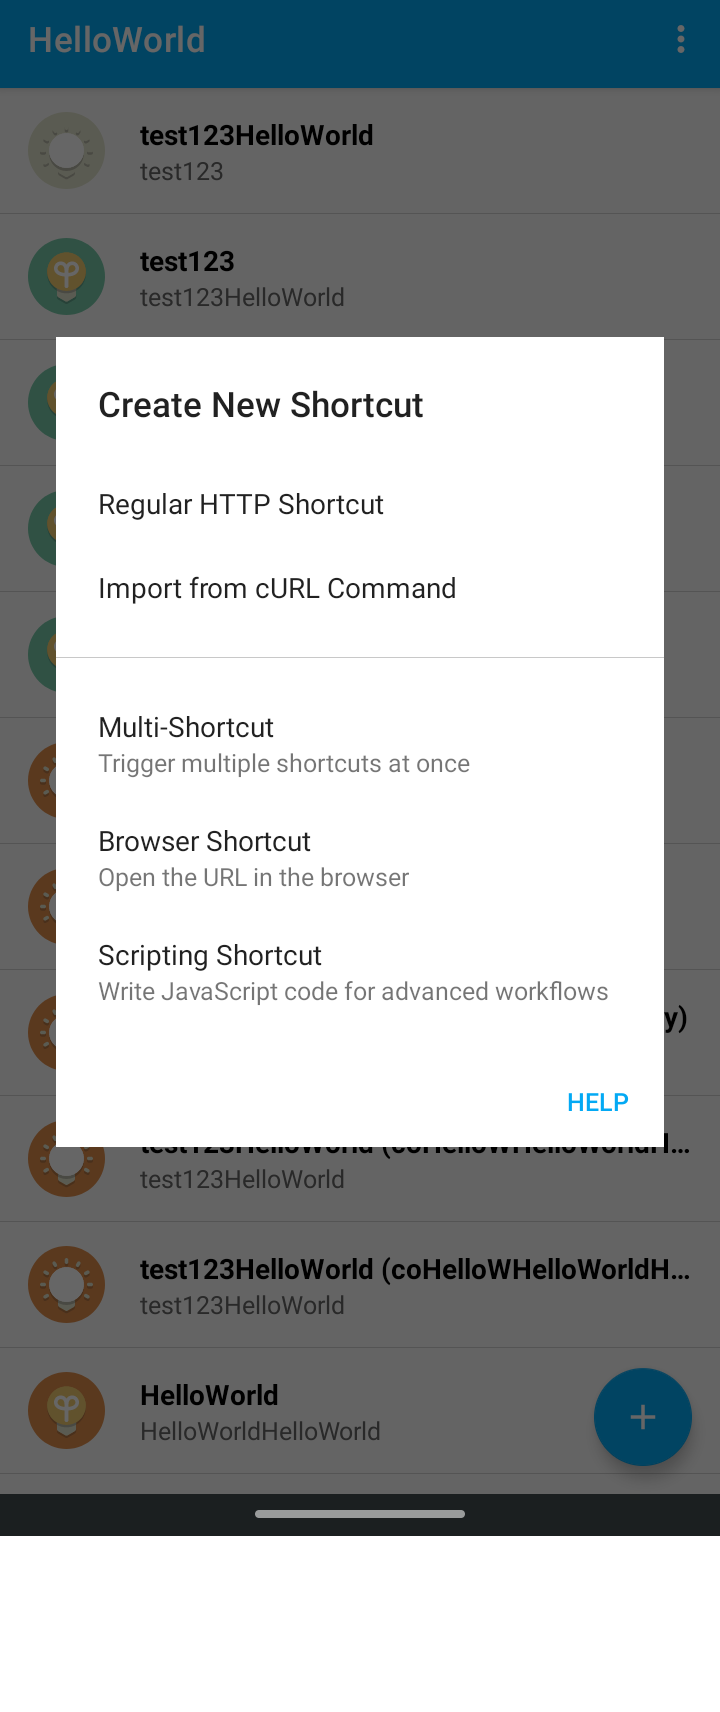 HelloWorld
test123HelloWorld
test123
test123
test123HelloWorld
Create New Shortcut
Regular HTTP Shortcut
Import from cURL Command
Multi-Shortcut
Trigger multiple shortcuts at once
Browser Shortcut
Open the URL in the browser
Scripting Shortcut
Write JavaScript code for advanced workflows
y)
HELP
test123HelloWorld (coHelloWHelloWorldH...
test123HelloWorld
test123HelloWorld (coHelloWHelloWorldH...
test123HelloWorld
HelloWorld
HelloWorldHelloWorld